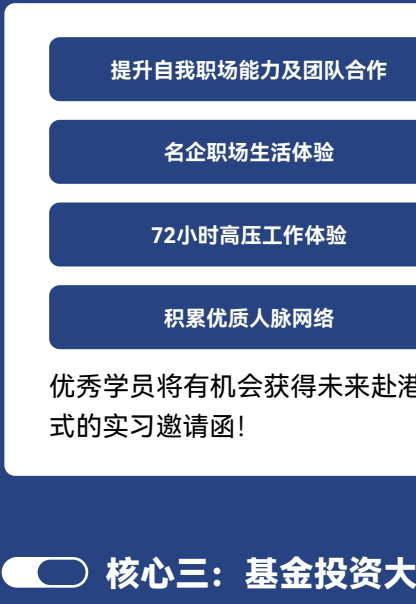 提升自我职场能力及团队合作
名企职场生活体验
72小时高压工作体验
积累优质人脉网络
优秀学员将有机会获得未来赴港
式的实习邀请函！
核心三：基金投资大